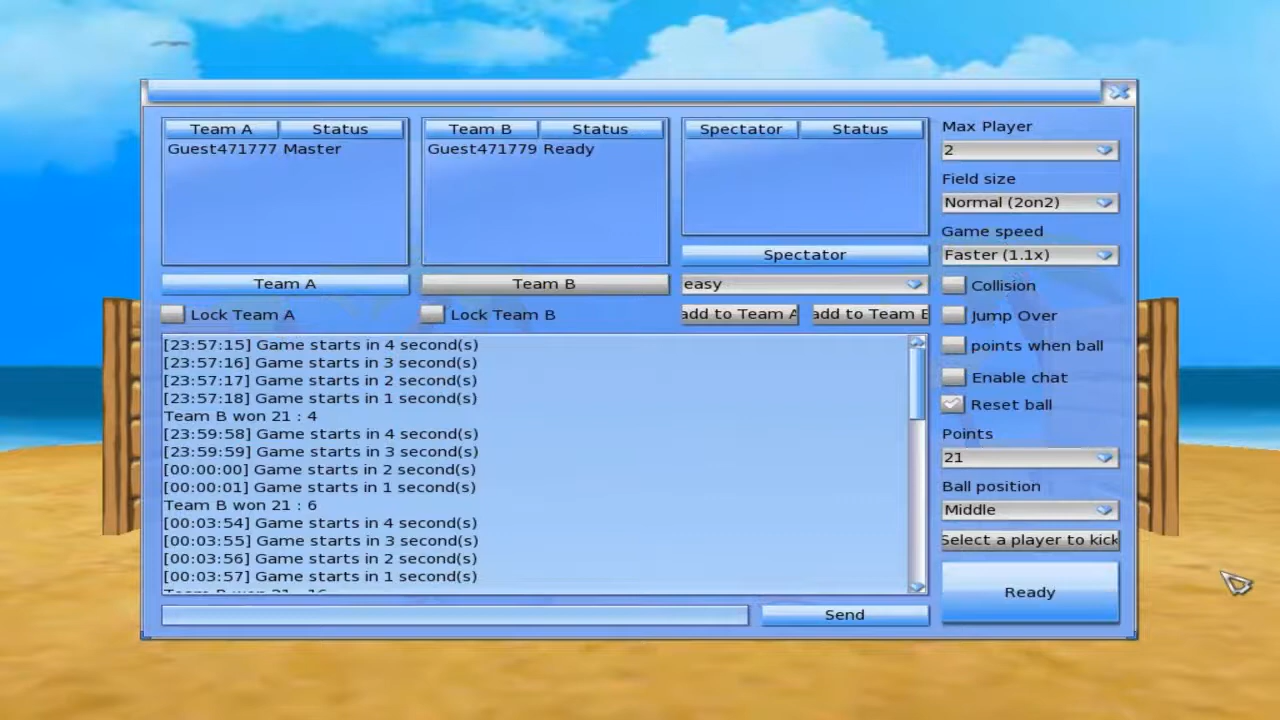 Team A Status
Guest471777 Master
Team A
Lock Team A
Team B Status
Guest471779 Ready
Team B
Lock Team B
Spectator Status
Spectator
easy
add to Team A add to Team B
Max Player
2
Field size
Normal (2on2)
Game speed
Faster (1.1x)
Collision
Jump Over
points when ball
Enable chat
Reset ball
Points
21
Ball position
Middle
Select a player to kick
Ready
[23:57:15] Game starts in 4 second(s)
[23:57:16] Game starts in 3 second(s)
[23:57:17] Game starts in 2 second(s)
[23:57:18] Game starts in 1 second(s)
Team B won 21 : 4
[23:59:58] Game starts in 4 second(s)
[23:59:59] Game starts in 3 second(s)
[00:00:00] Game starts in 2 second(s)
[00:00:01] Game starts in 1 second(s)
Team B won 21 : 6
[00:03:54] Game starts in 4 second(s)
[00:03:55] Game starts in 3 second(s)
[00:03:56] Game starts in 2 second(s)
[00:03:57] Game starts in 1 second(s)
Send